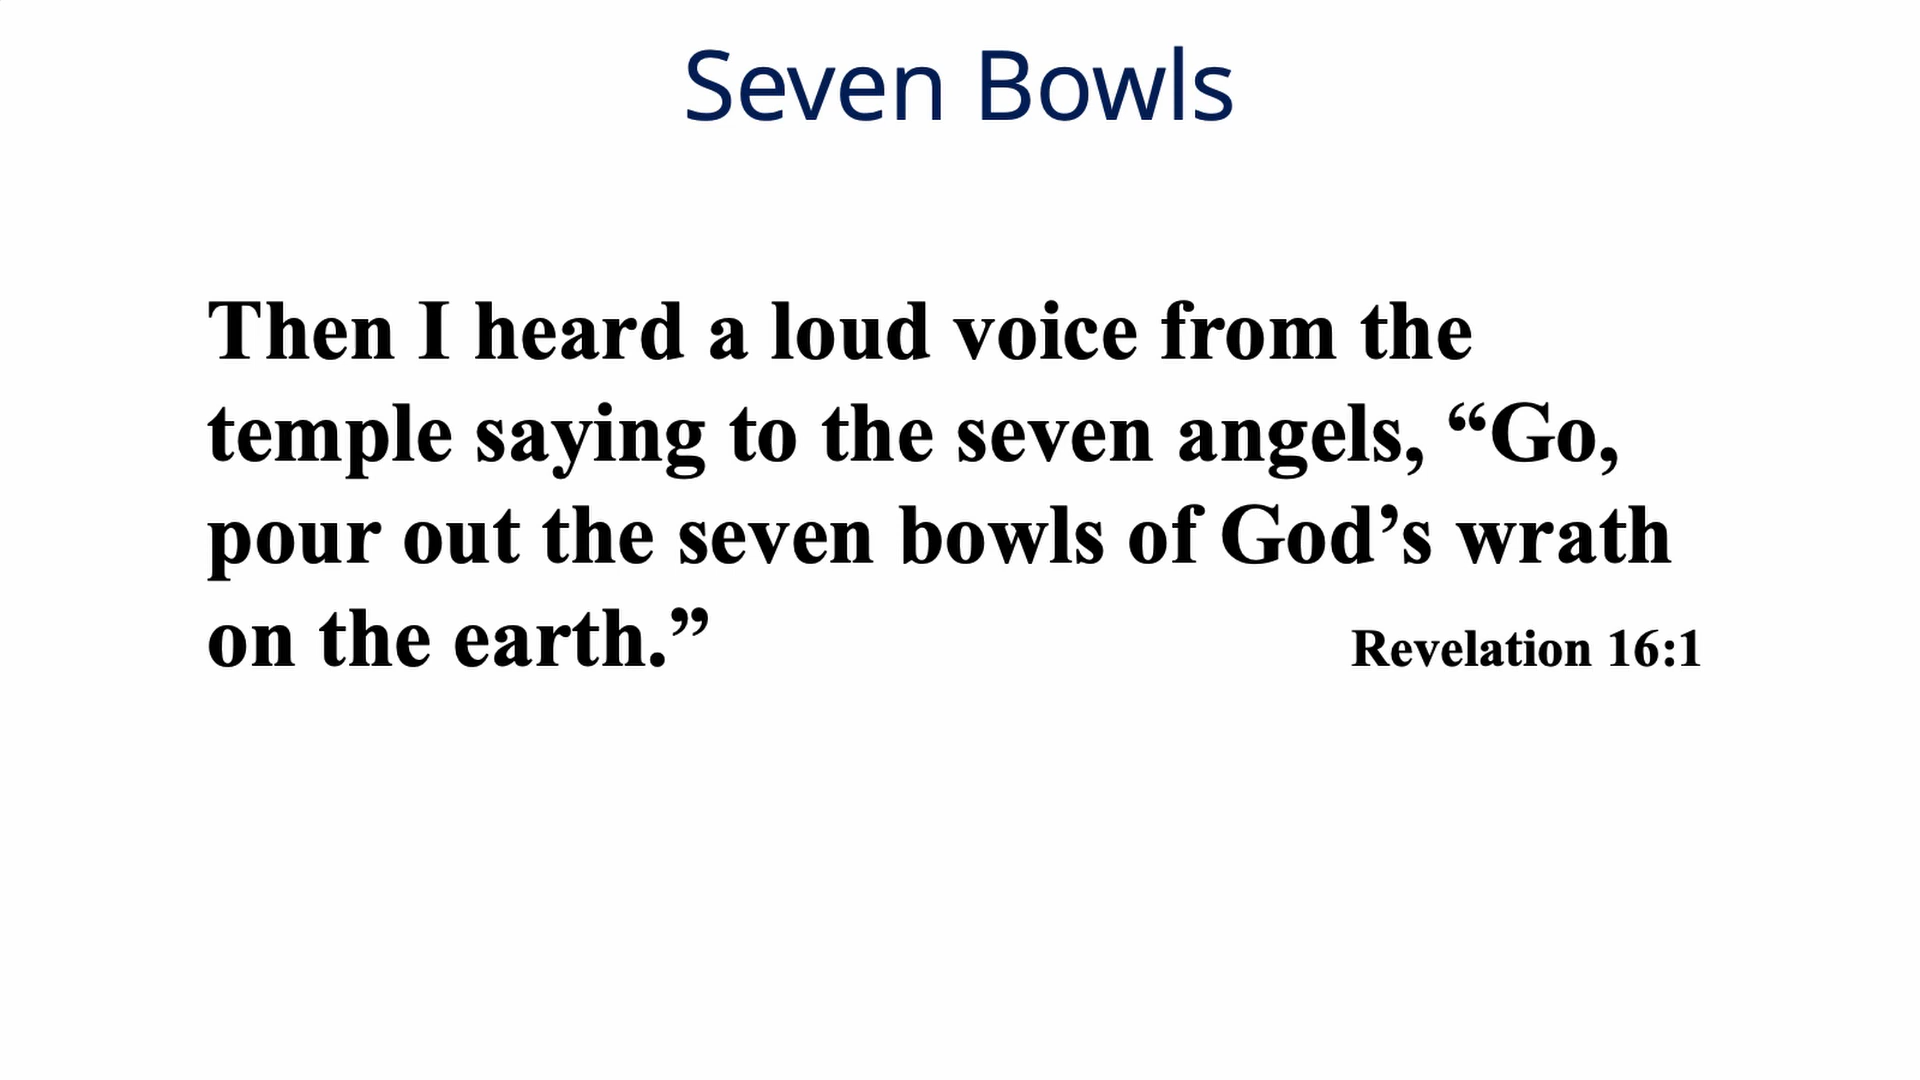 Seven Bowls
Then I heard a loud voice from the
temple saying to the seven angels, “Go,
pour out the seven bowls of God’s wrath
on the earth.” Revelation 16:1